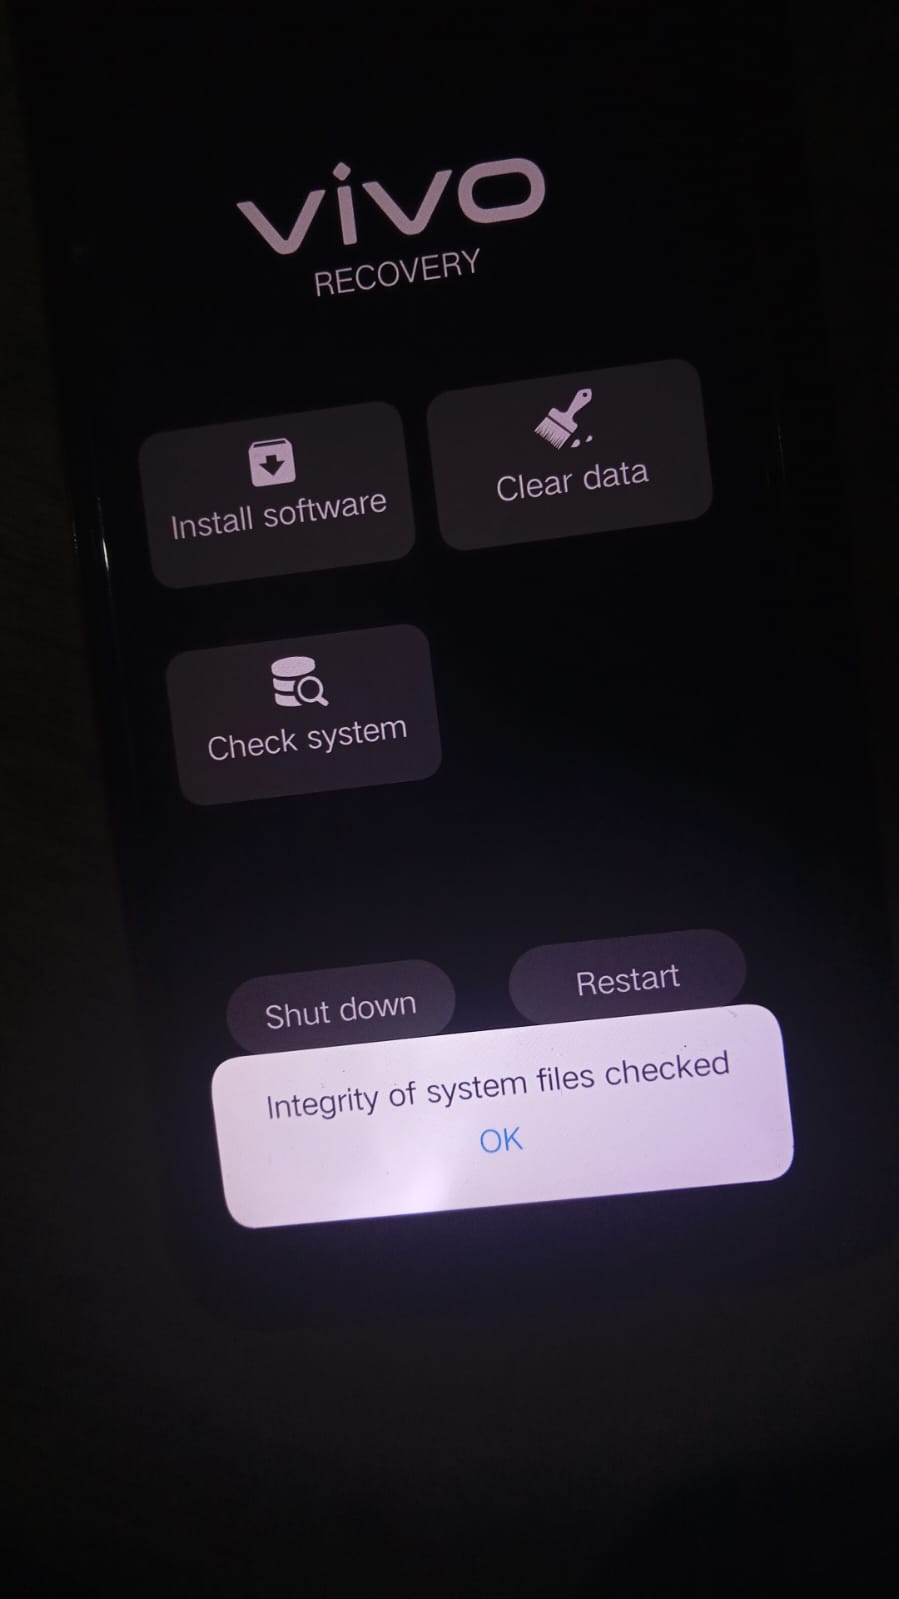 vivo
RECOVERY
Install software
Clear data
Check system
Shut down
Restart
Integrity of system files checked
OK